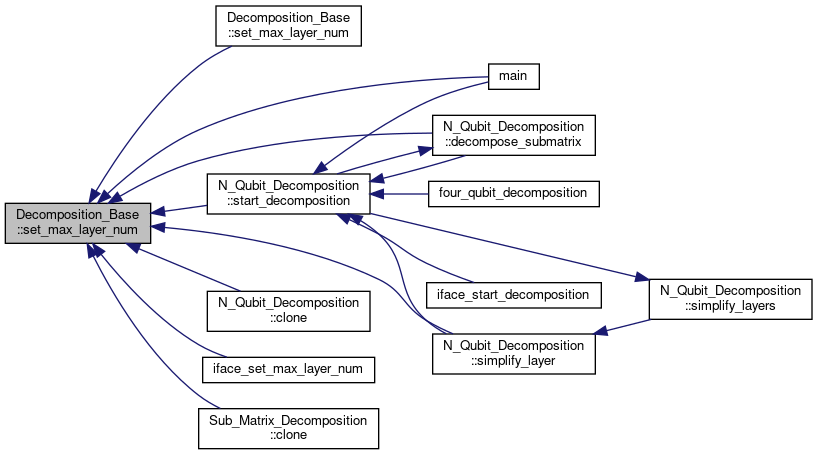 Decomposition_Base
::set_max_layer_num
main
N_Qubit_Decomposition
::decompose_submatrix
N_Qubit_Decomposition
::start_decomposition
four_qubit_decomposition
Decomposition_Base
::set_max_layer_num
iface_start_decomposition
N_Qubit_Decomposition
::simplify_layers
N_Qubit_Decomposition
::clone
N_Qubit_Decomposition
::simplify_layer
iface_set_max_layer_num
Sub_Matrix_Decomposition
::clone